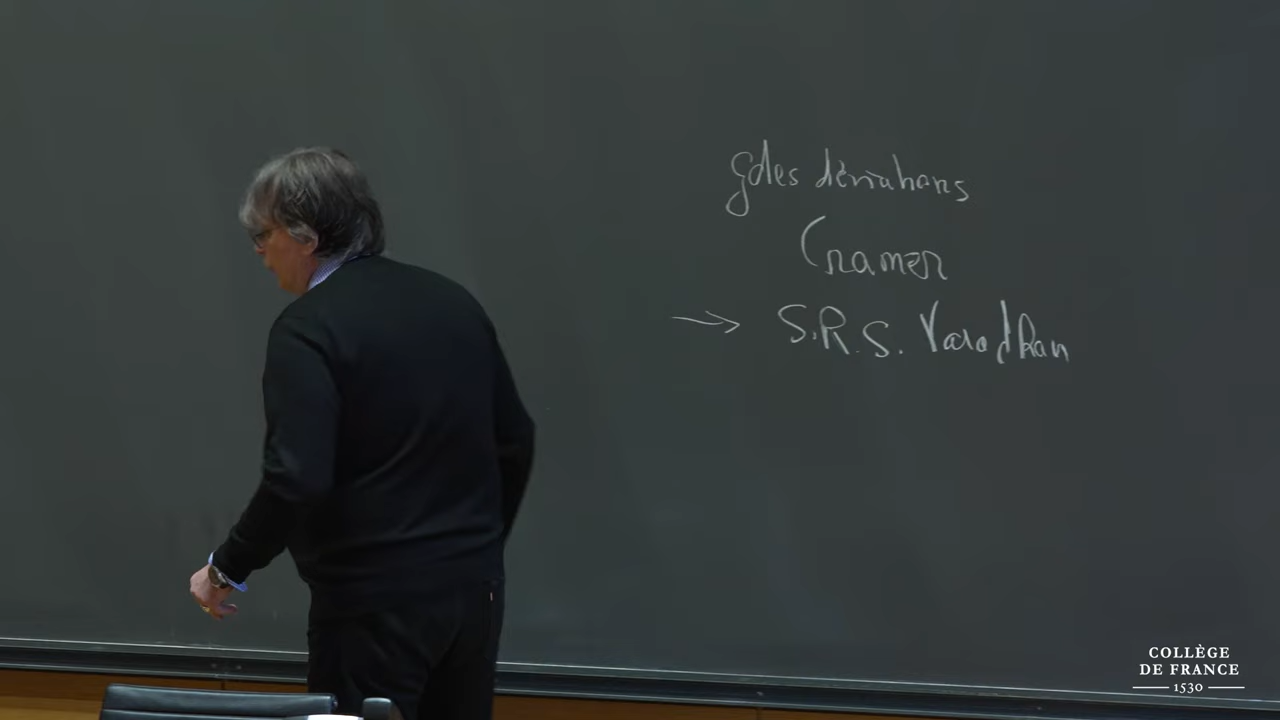 gdes déviations
Cramer
→ S.R.S. Varadhan
COLLÈGE
DE FRANCE
1530